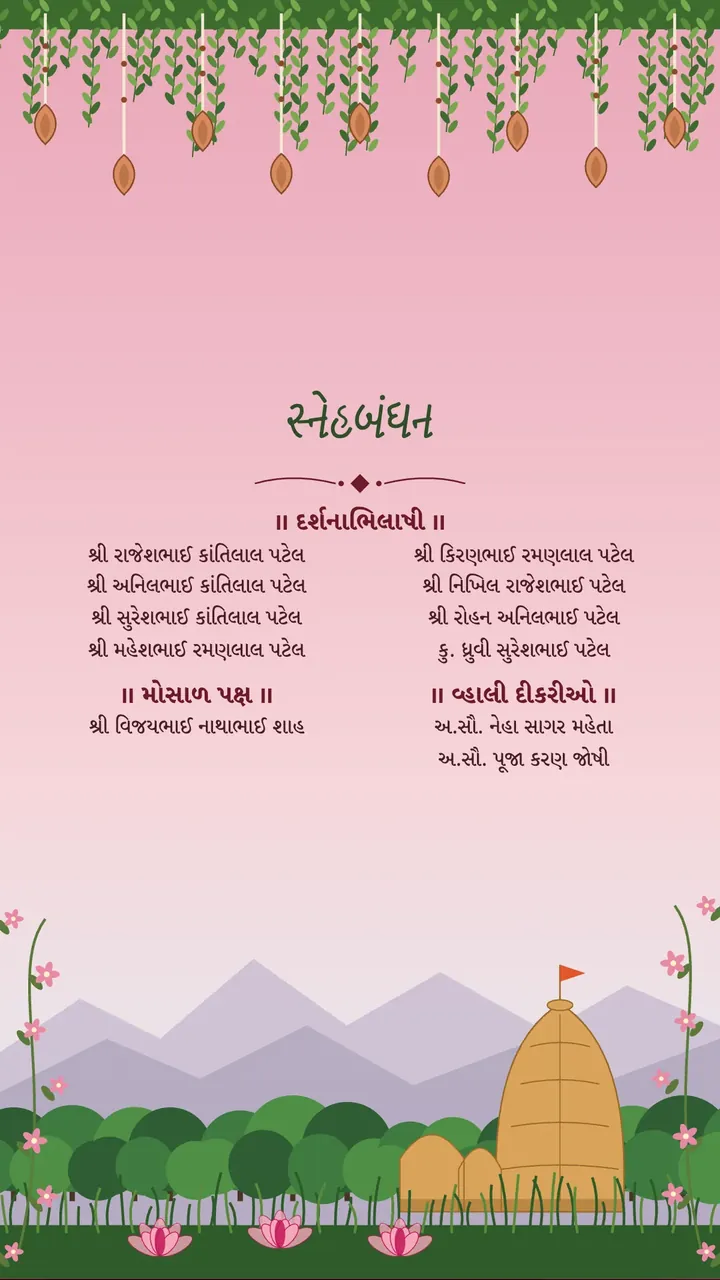 સ્નેહબંધન
॥ દર્શનાભિલાષી ॥
શ્રી રાજેશભાઈ કાંતિલાલ પટેલ
શ્રી અનિલભાઈ કાંતિલાલ પટેલ
શ્રી સુરેશભાઈ કાંતિલાલ પટેલ
શ્રી મહેશભાઈ રમણલાલ પટેલ
શ્રી કિરણભાઈ રમણલાલ પટેલ
શ્રી નિખિલ રાજેશભાઈ પટેલ
શ્રી રોહન અનિલભાઈ પટેલ
કુ. ધ્રુવી સુરેશભાઈ પટેલ
॥ મોસાળ પક્ષ ॥
શ્રી વિજયભાઈ નાથાભાઈ શાહ
॥ વ્હાલી દીકરીઓ ॥
અ.સૌ. નેહા સાગર મહેતા
અ.સૌ. પૂજા કરણ જોષી